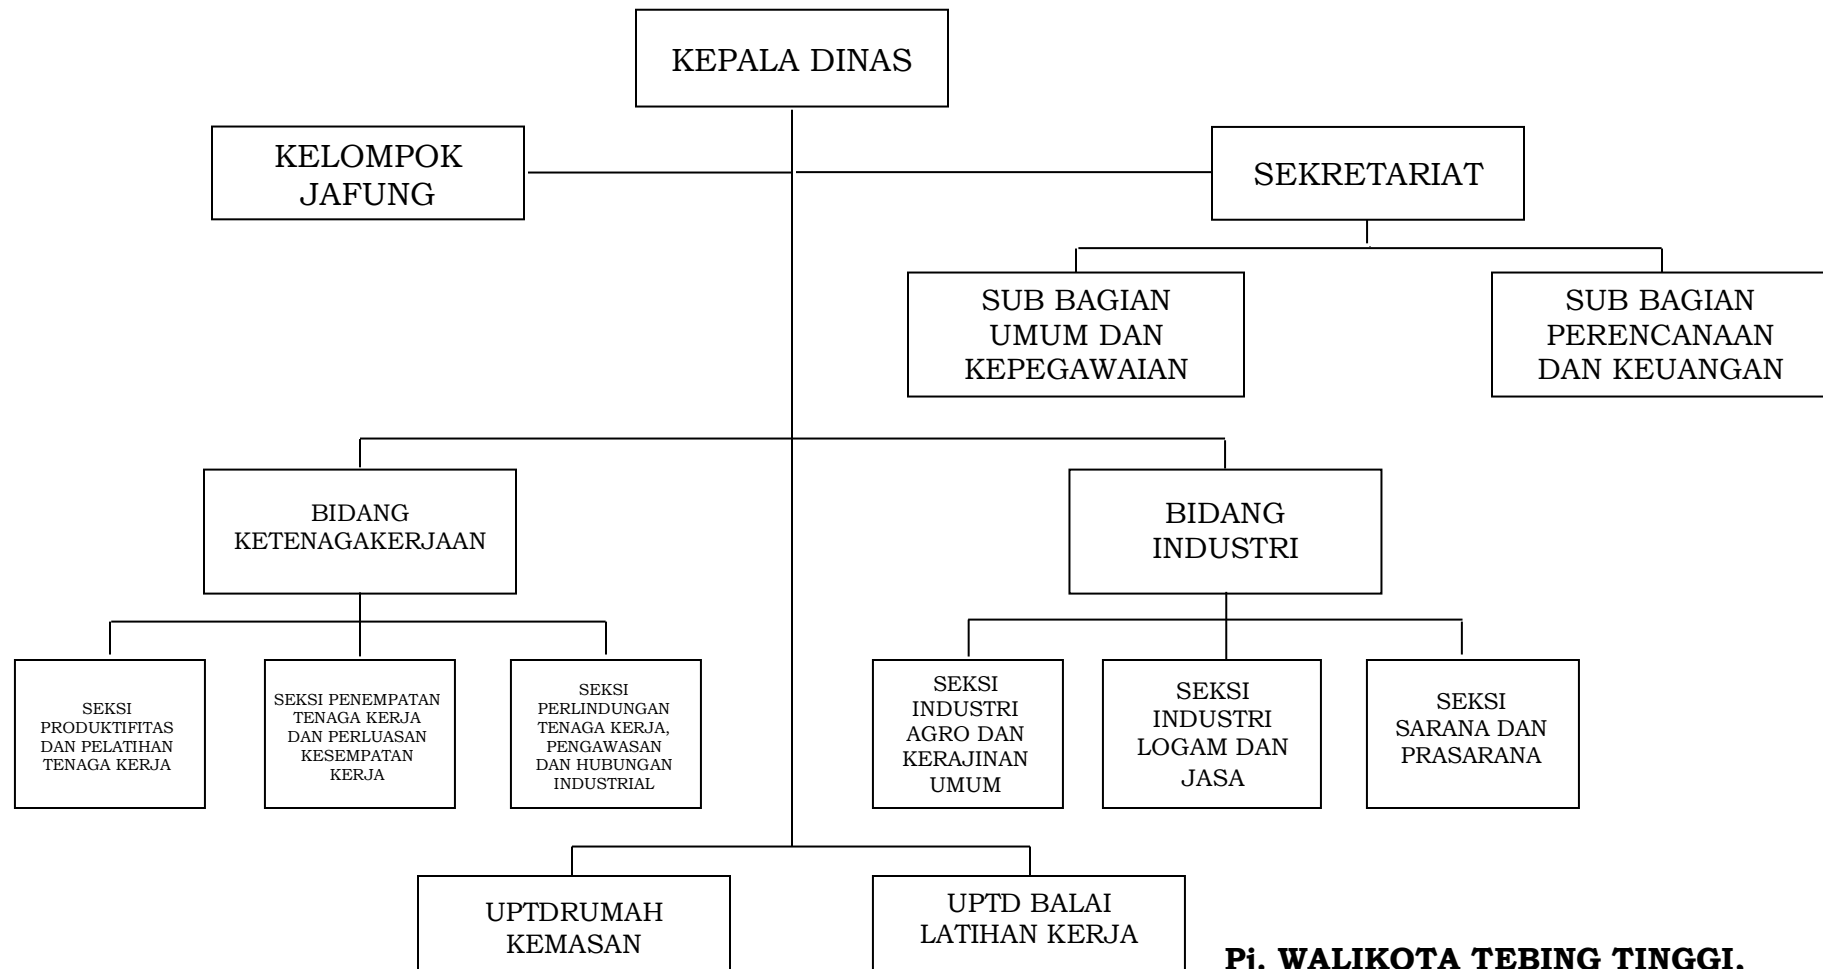 KEPALA DINAS
KELOMPOK
JAFUNG
SEKRETARIAT
SUB BAGIAN
UMUM DAN
KEPEGAWAIAN
SUB BAGIAN
PERENCANAAN
DAN KEUANGAN
BIDANG
KETENAGAKERJAAN
BIDANG
INDUSTRI
SEKSI
PRODUKTIFITAS
DAN PELATIHAN
TENAGA KERJA
SEKSI PENEMPATAN
TENAGA KERJA
DAN PERLUASAN
KESEMPATAN
KERJA
SEKSI
PERLINDUNGAN
TENAGA KERJA,
PENGAWASAN
DAN HUBUNGAN
INDUSTRIAL
SEKSI
INDUSTRI
AGRO DAN
KERAJINAN
UMUM
SEKSI
INDUSTRI
LOGAM DAN
JASA
SEKSI
SARANA DAN
PRASARANA
UPTDRUMAH
KEMASAN
UPTD BALAI
LATIHAN KERJA
Pj. WALIKOTA TEBING TINGGI,